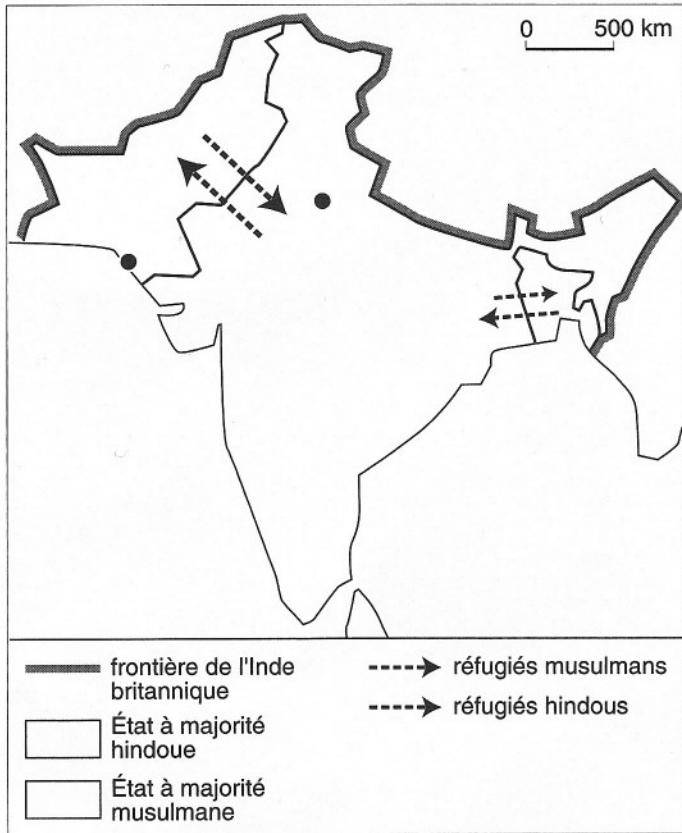 0 500 km
frontière de l'Inde
britannique
État à majorité
hindoue
État à majorité
musulmane
réfugiés musulmans
réfugiés hindous